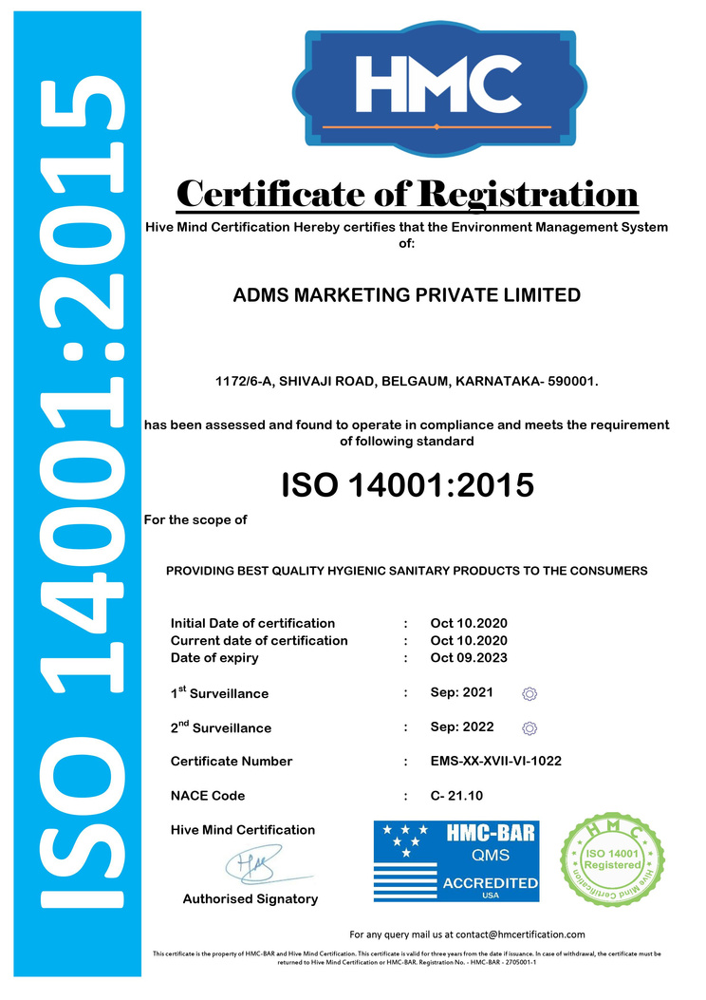 ISO 14001:2015
HMC
Certificate of Registration
Hive Mind Certification Hereby certifies that the Environment Management System
of:
ADMS MARKETING PRIVATE LIMITED
1172/6-A, SHIVAJI ROAD, BELGAUM, KARNATAKA- 590001.
has been assessed and found to operate in compliance and meets the requirement
of following standard
ISO 14001:2015
For the scope of
PROVIDING BEST QUALITY HYGIENIC SANITARY PRODUCTS TO THE CONSUMERS
Initial Date of certification : Oct 10.2020
Current date of certification : Oct 10.2020
Date of expiry : Oct 09.2023
1st Surveillance : Sep: 2021
2nd Surveillance : Sep: 2022
Certificate Number : EMS-XX-XVII-VI-1022
NACE Code : C- 21.10
Hive Mind Certification
Authorised Signatory
HMC-BAR
QMS
ACCREDITED
USA
HMC
ISO 14001
Registered
Hive Mind Certification
For any query mail us at contact@hmcertification.com
This certificate is the property of HMC-BAR and Hive Mind Certification. This certificate is valid for three years from the date if issuance. In case of withdrawal, the certificate must be
returned to Hive Mind Certification or HMC-BAR. Registration No. - HMC-BAR - 2705001-1